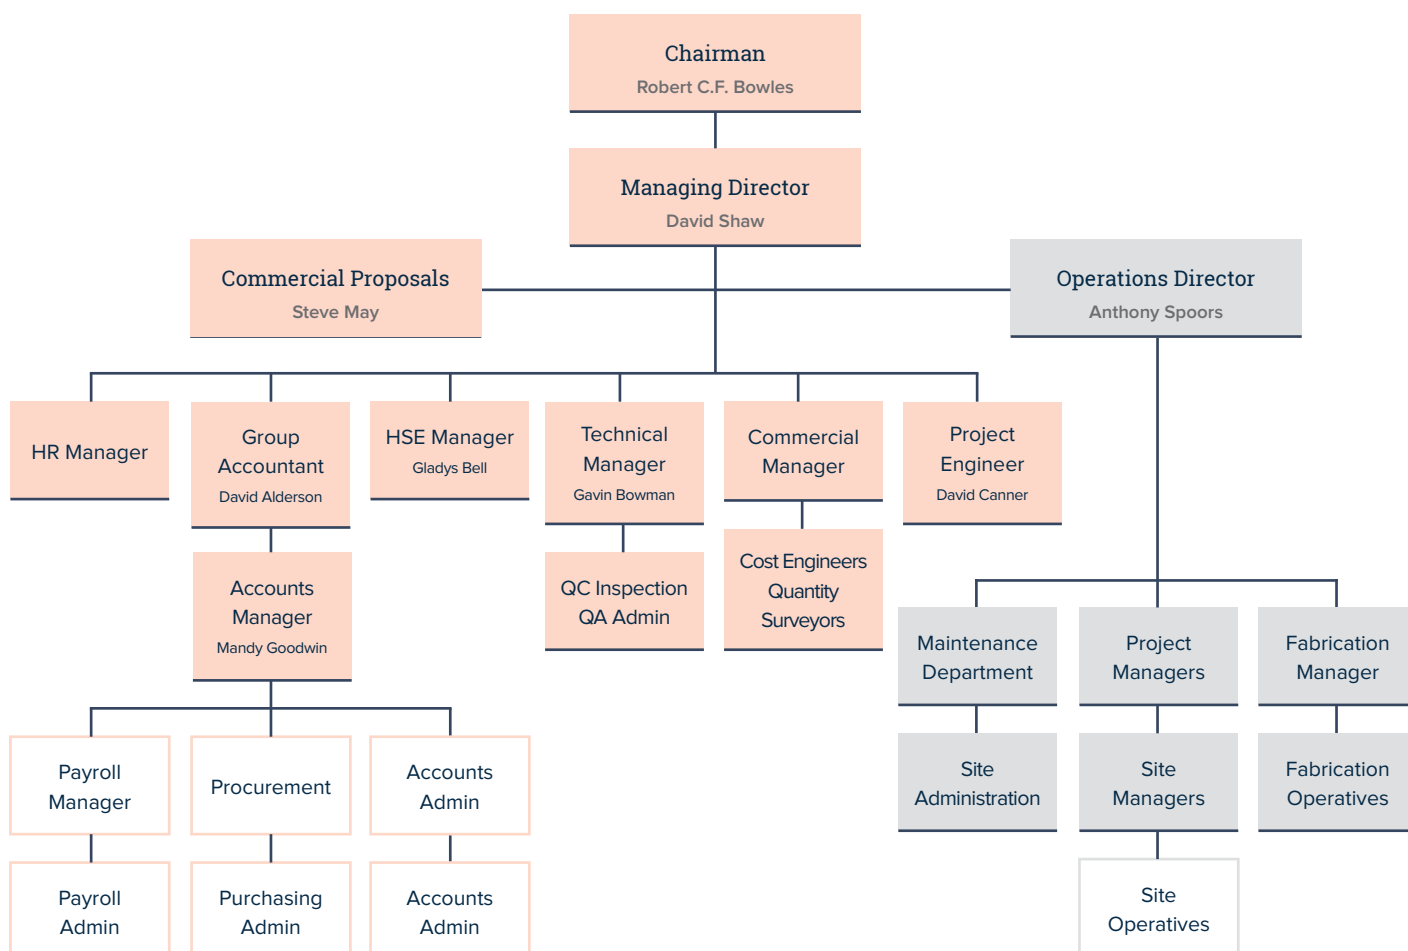 Chairman
Robert C.F. Bowles
Managing Director
David Shaw
Commercial Proposals
Steve May
Operations Director
Anthony Spoors
HR Manager
Group
Accountant
David Alderson
HSE Manager
Gladys Bell
Technical
Manager
Gavin Bowman
Commercial
Manager
Project
Engineer
David Canner
Accounts
Manager
Mandy Goodwin
QC Inspection
QA Admin
Cost Engineers
Quantity
Surveyors
Maintenance
Department
Project
Managers
Fabrication
Manager
Payroll
Manager
Procurement
Accounts
Admin
Site
Administration
Site
Managers
Fabrication
Operatives
Payroll
Admin
Purchasing
Admin
Accounts
Admin
Site
Operatives